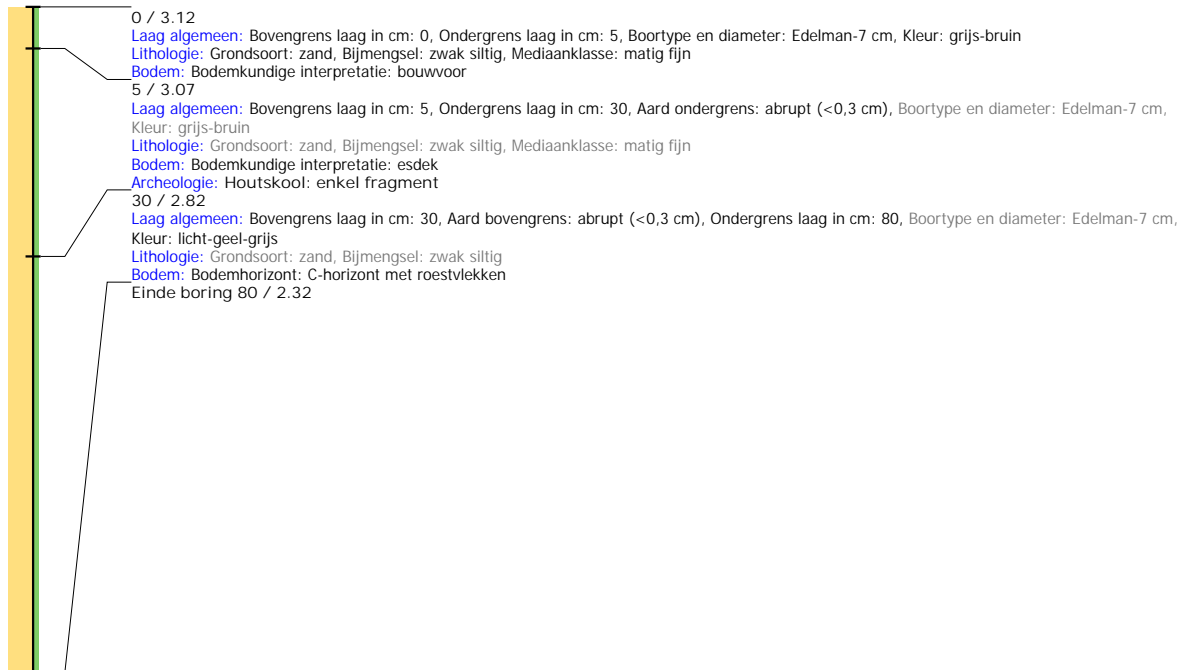 0 / 3.12
Laag algemeen: Bovengrens laag in cm: 0, Ondergrens laag in cm: 5, Boortype en diameter: Edelman-7 cm, Kleur: grijs-bruin
Lithologie: Grondsoort: zand, Bijmengsel: zwak siltig, Mediaanklasse: matig fijn
Bodem: Bodemkundige interpretatie: bouwvoor
5 / 3.07
Laag algemeen: Bovengrens laag in cm: 5, Ondergrens laag in cm: 30, Aard ondergrens: abrupt (<0,3 cm), Boortype en diameter: Edelman-7 cm,
Kleur: grijs-bruin
Lithologie: Grondsoort: zand, Bijmengsel: zwak siltig, Mediaanklasse: matig fijn
Bodem: Bodemkundige interpretatie: esdek
Archeologie: Houtskool: enkel fragment
30 / 2.82
Laag algemeen: Bovengrens laag in cm: 30, Aard bovengrens: abrupt (<0,3 cm), Ondergrens laag in cm: 80, Boortype en diameter: Edelman-7 cm,
Kleur: licht-geel-grijs
Lithologie: Grondsoort: zand, Bijmengsel: zwak siltig
Bodem: Bodemhorizont: C-horizont met roestvlekken
Einde boring 80 / 2.32